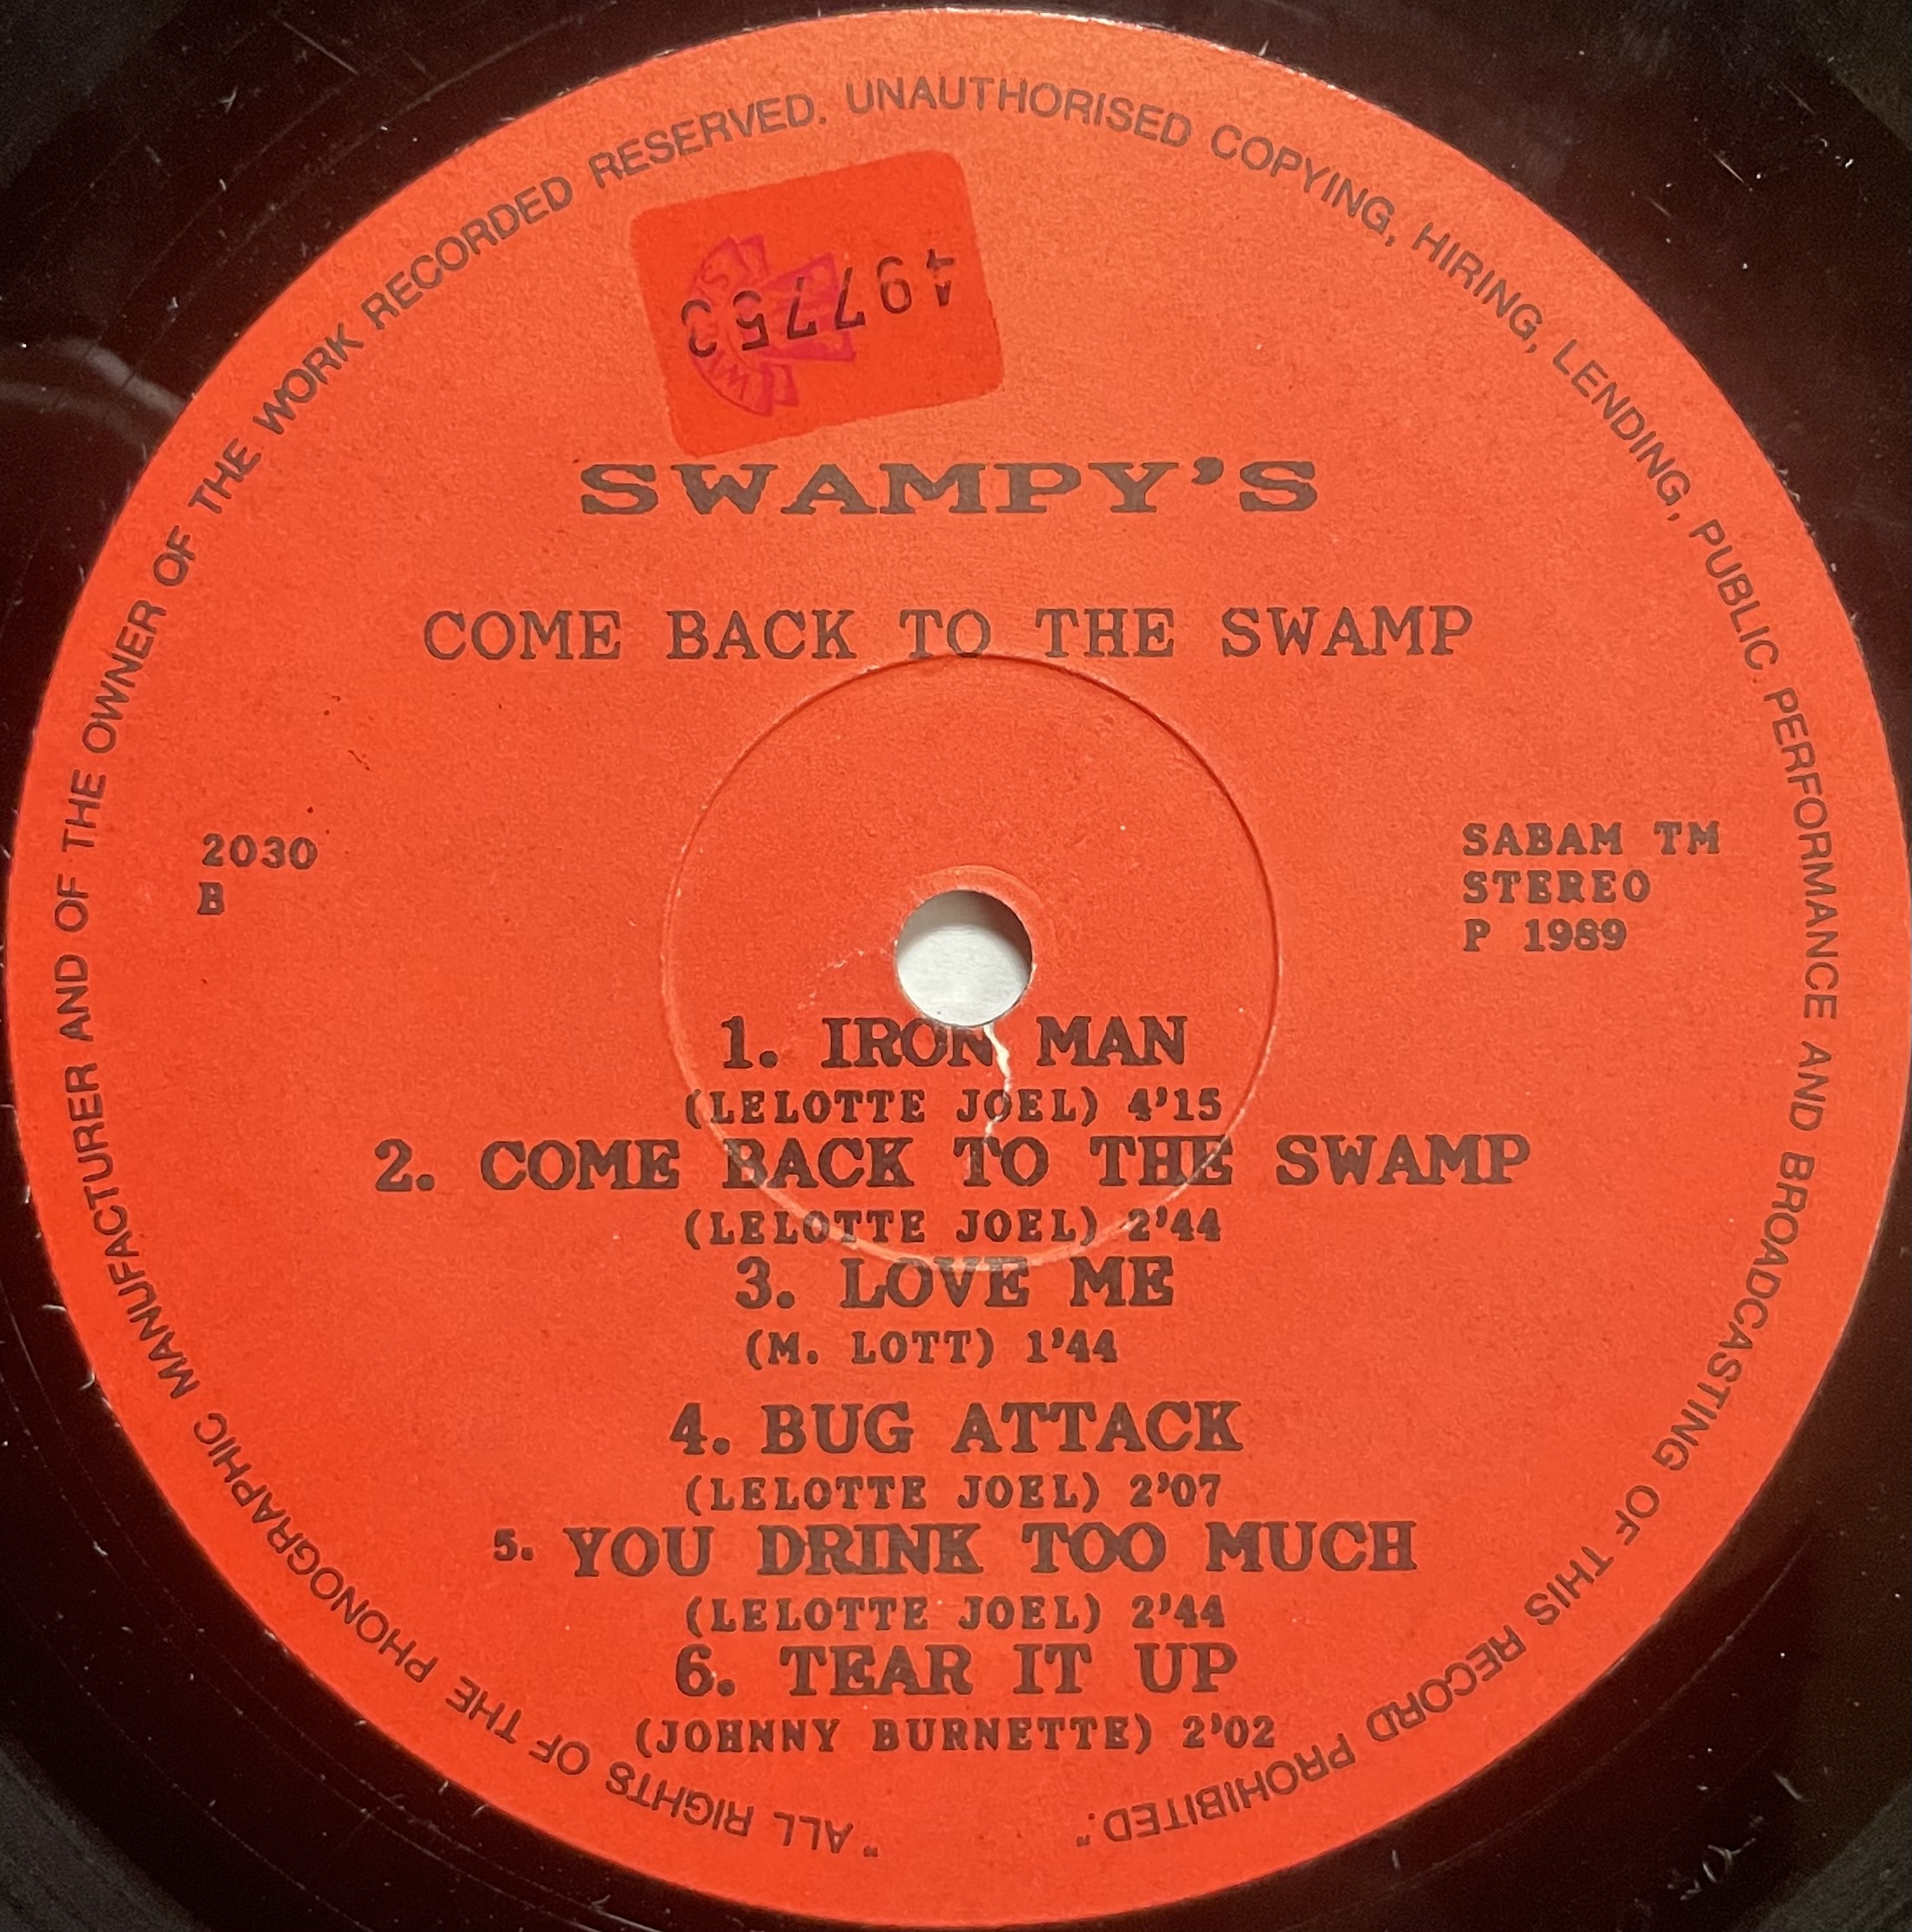 "ALL RIGHTS OF THE PHONOGRAPHIC MANUFACTURER AND OF THE OWNER OF THE WORK RECORDED RESERVED. UNAUTHORISED COPYING, HIRING, LENDING, PUBLIC PERFORMANCE AND BROADCASTING OF THIS RECORD PROHIBITED."
497753
SWAMPY'S
COME BACK TO THE SWAMP
2030
B
SABAM TM
STEREO
P 1989
1. IRON MAN
(LELOTTE JOEL) 4'15
2. COME BACK TO THE SWAMP
(LELOTTE JOEL) 2'44
3. LOVE ME
(M. LOTT) 1'44
4. BUG ATTACK
(LELOTTE JOEL) 2'07
5. YOU DRINK TOO MUCH
(LELOTTE JOEL) 2'44
6. TEAR IT UP
(JOHNNY BURNETTE) 2'02